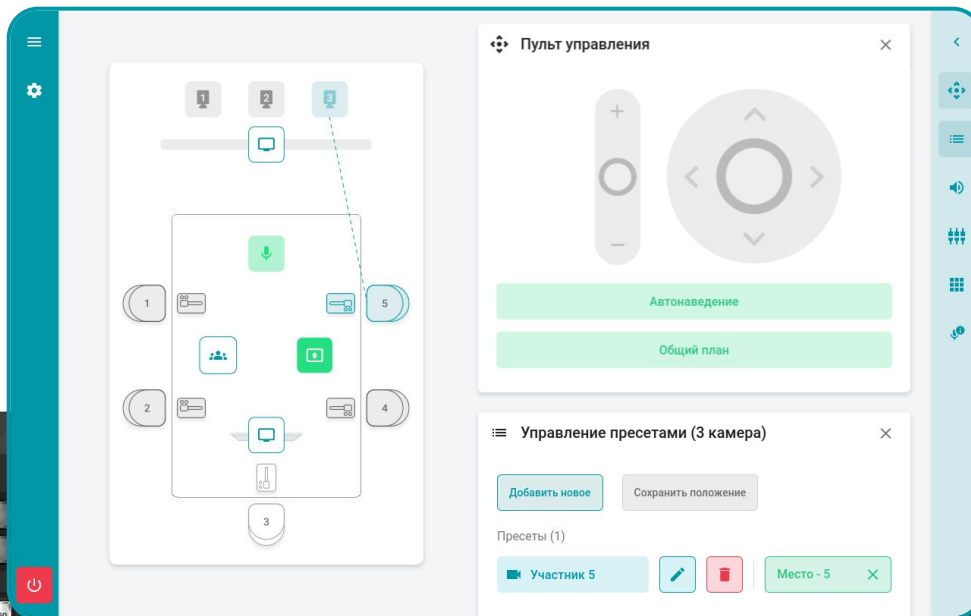 Пульт управления
1
2
3
1
5
2
4
3
Автонаведение
Общий план
Управление пресетами (3 камера)
Добавить новое
Сохранить положение
Пресеты (1)
Участник 5
Место - 5